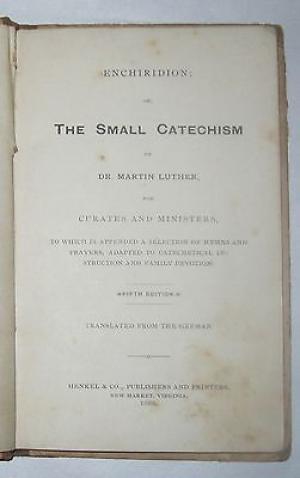 ENCHIRIDION;
OR,
THE SMALL CATECHISM
OF
DR. MARTIN LUTHER,
FOR
CURATES AND MINISTERS,
TO WHICH IS APPENDED A SELECTION OF HYMNS AND
PRAYERS, ADAPTED TO CATECHETICAL IN-
STRUCTION AND FAMILY DEVOTION.
FIFTH EDITION.
TRANSLATED FROM THE GERMAN.
HENKEL & CO., PUBLISHERS AND PRINTERS,
NEW MARKET, VIRGINIA,